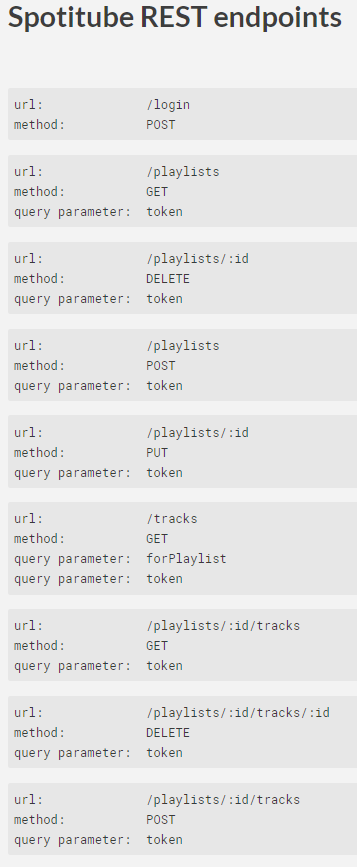 Spotitube REST endpoints
url: /login
method: POST
url: /playlists
method: GET
query parameter: token
url: /playlists/:id
method: DELETE
query parameter: token
url: /playlists
method: POST
query parameter: token
url: /playlists/:id
method: PUT
query parameter: token
url: /tracks
method: GET
query parameter: forPlaylist
query parameter: token
url: /playlists/:id/tracks
method: GET
query parameter: token
url: /playlists/:id/tracks/:id
method: DELETE
query parameter: token
url: /playlists/:id/tracks
method: POST
query parameter: token